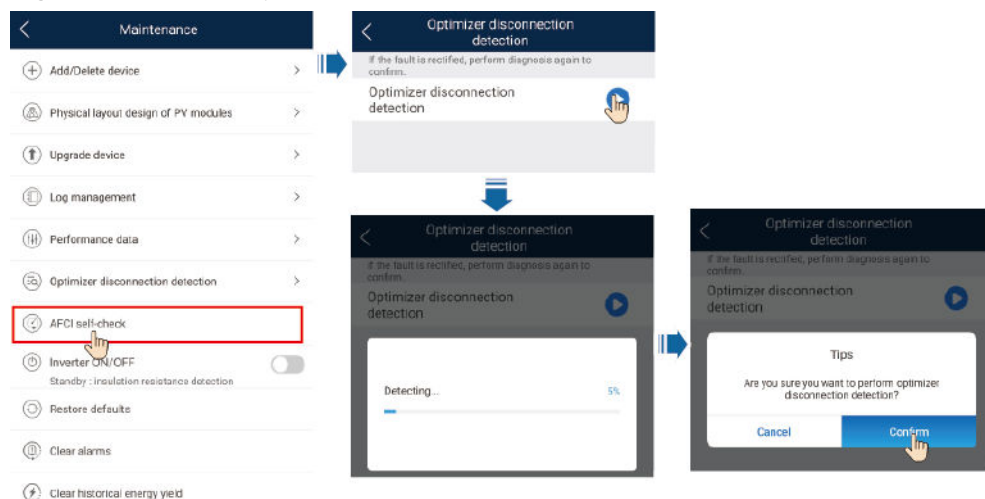 Maintenance
Add/Delete device
Physical layout design of PV modules
Upgrade device
Log management
Performance data
Optimizer disconnection detection
AFCI self-check
Inverter ON/OFF
Standby : insulation resistance detection
Restore defaults
Clear alarms
Clear historical energy yield
Optimizer disconnection
detection
If the fault is rectified, perform diagnosis again to
confirm.
Optimizer disconnection
detection
Optimizer disconnection
detection
If the fault is rectified, perform diagnosis again to
confirm.
Optimizer disconnection
detection
Detecting...
5%
Optimizer disconnection
detection
If the fault is rectified, perform diagnosis again to
confirm.
Optimizer disconnection
detection
Tips
Are you sure you want to perform optimizer
disconnection detection?
Cancel
Confirm